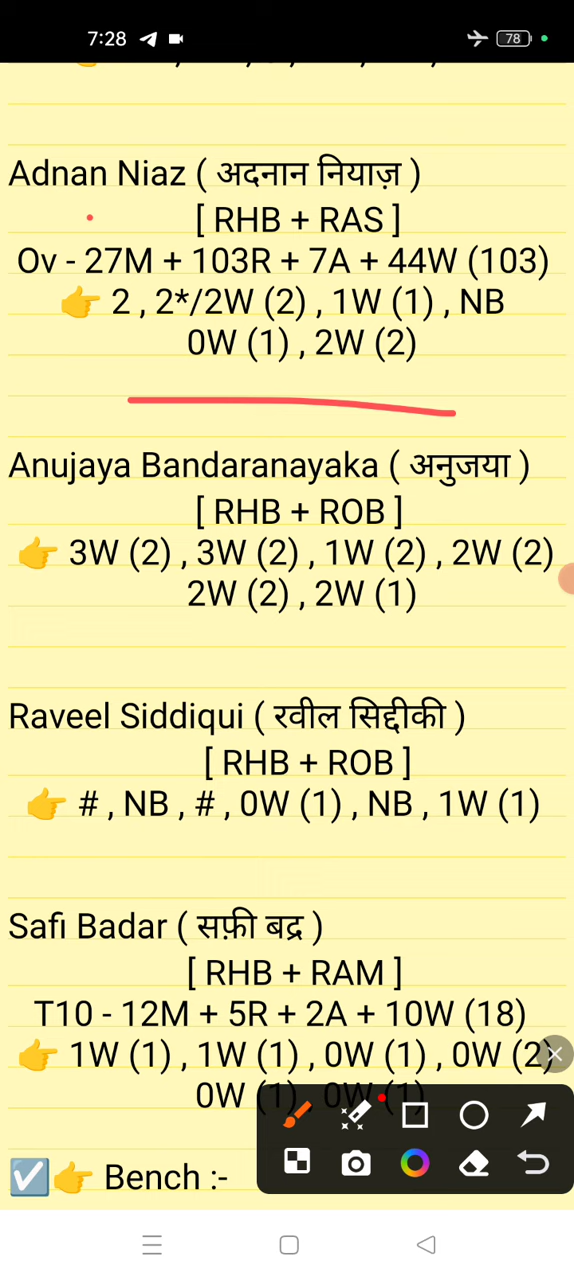 7:28
78
Adnan Niaz ( अदनान नियाज़ )
[ RHB + RAS ]
Ov - 27M + 103R + 7A + 44W (103)
👉 2 , 2*/2W (2) , 1W (1) , NB
0W (1) , 2W (2)
Anujaya Bandaranayaka ( अनुजया )
[ RHB + ROB ]
👉 3W (2) , 3W (2) , 1W (2) , 2W (2)
2W (2) , 2W (1)
Raveel Siddiqui ( रवील सिद्दीकी )
[ RHB + ROB ]
👉 # , NB , # , 0W (1) , NB , 1W (1)
Safi Badar ( सफ़ी बद्र )
[ RHB + RAM ]
T10 - 12M + 5R + 2A + 10W (18)
👉 1W (1) , 1W (1) , 0W (1) , 0W (2)
0W (1) , 0W (1)
☑️👉 Bench :-